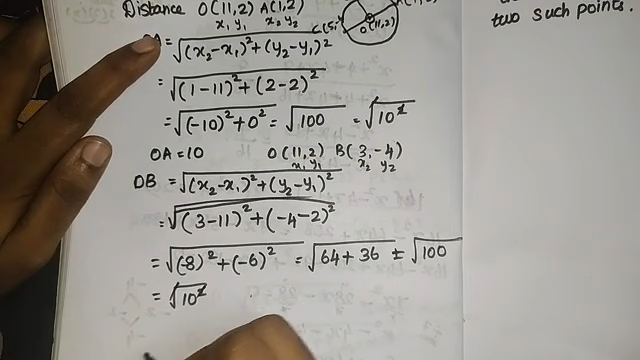 Distance O(11,2) A(1,2)
x₁ y₁ x₂ y₂
O(11,2)
two such points.
= √(x₂-x₁)²+(y₂-y₁)²
= √(1-11)²+(2-2)²
= √(-10)²+0² = √100 = √10²
OA = 10 O(11,2) B(3,-4)
x₁ y₁ x₂ y₂
OB = √(x₂-x₁)²+(y₂-y₁)²
= √(3-11)²+(-4-2)²
= √(-8)²+(-6)² = √64+36 = √100
= √10²